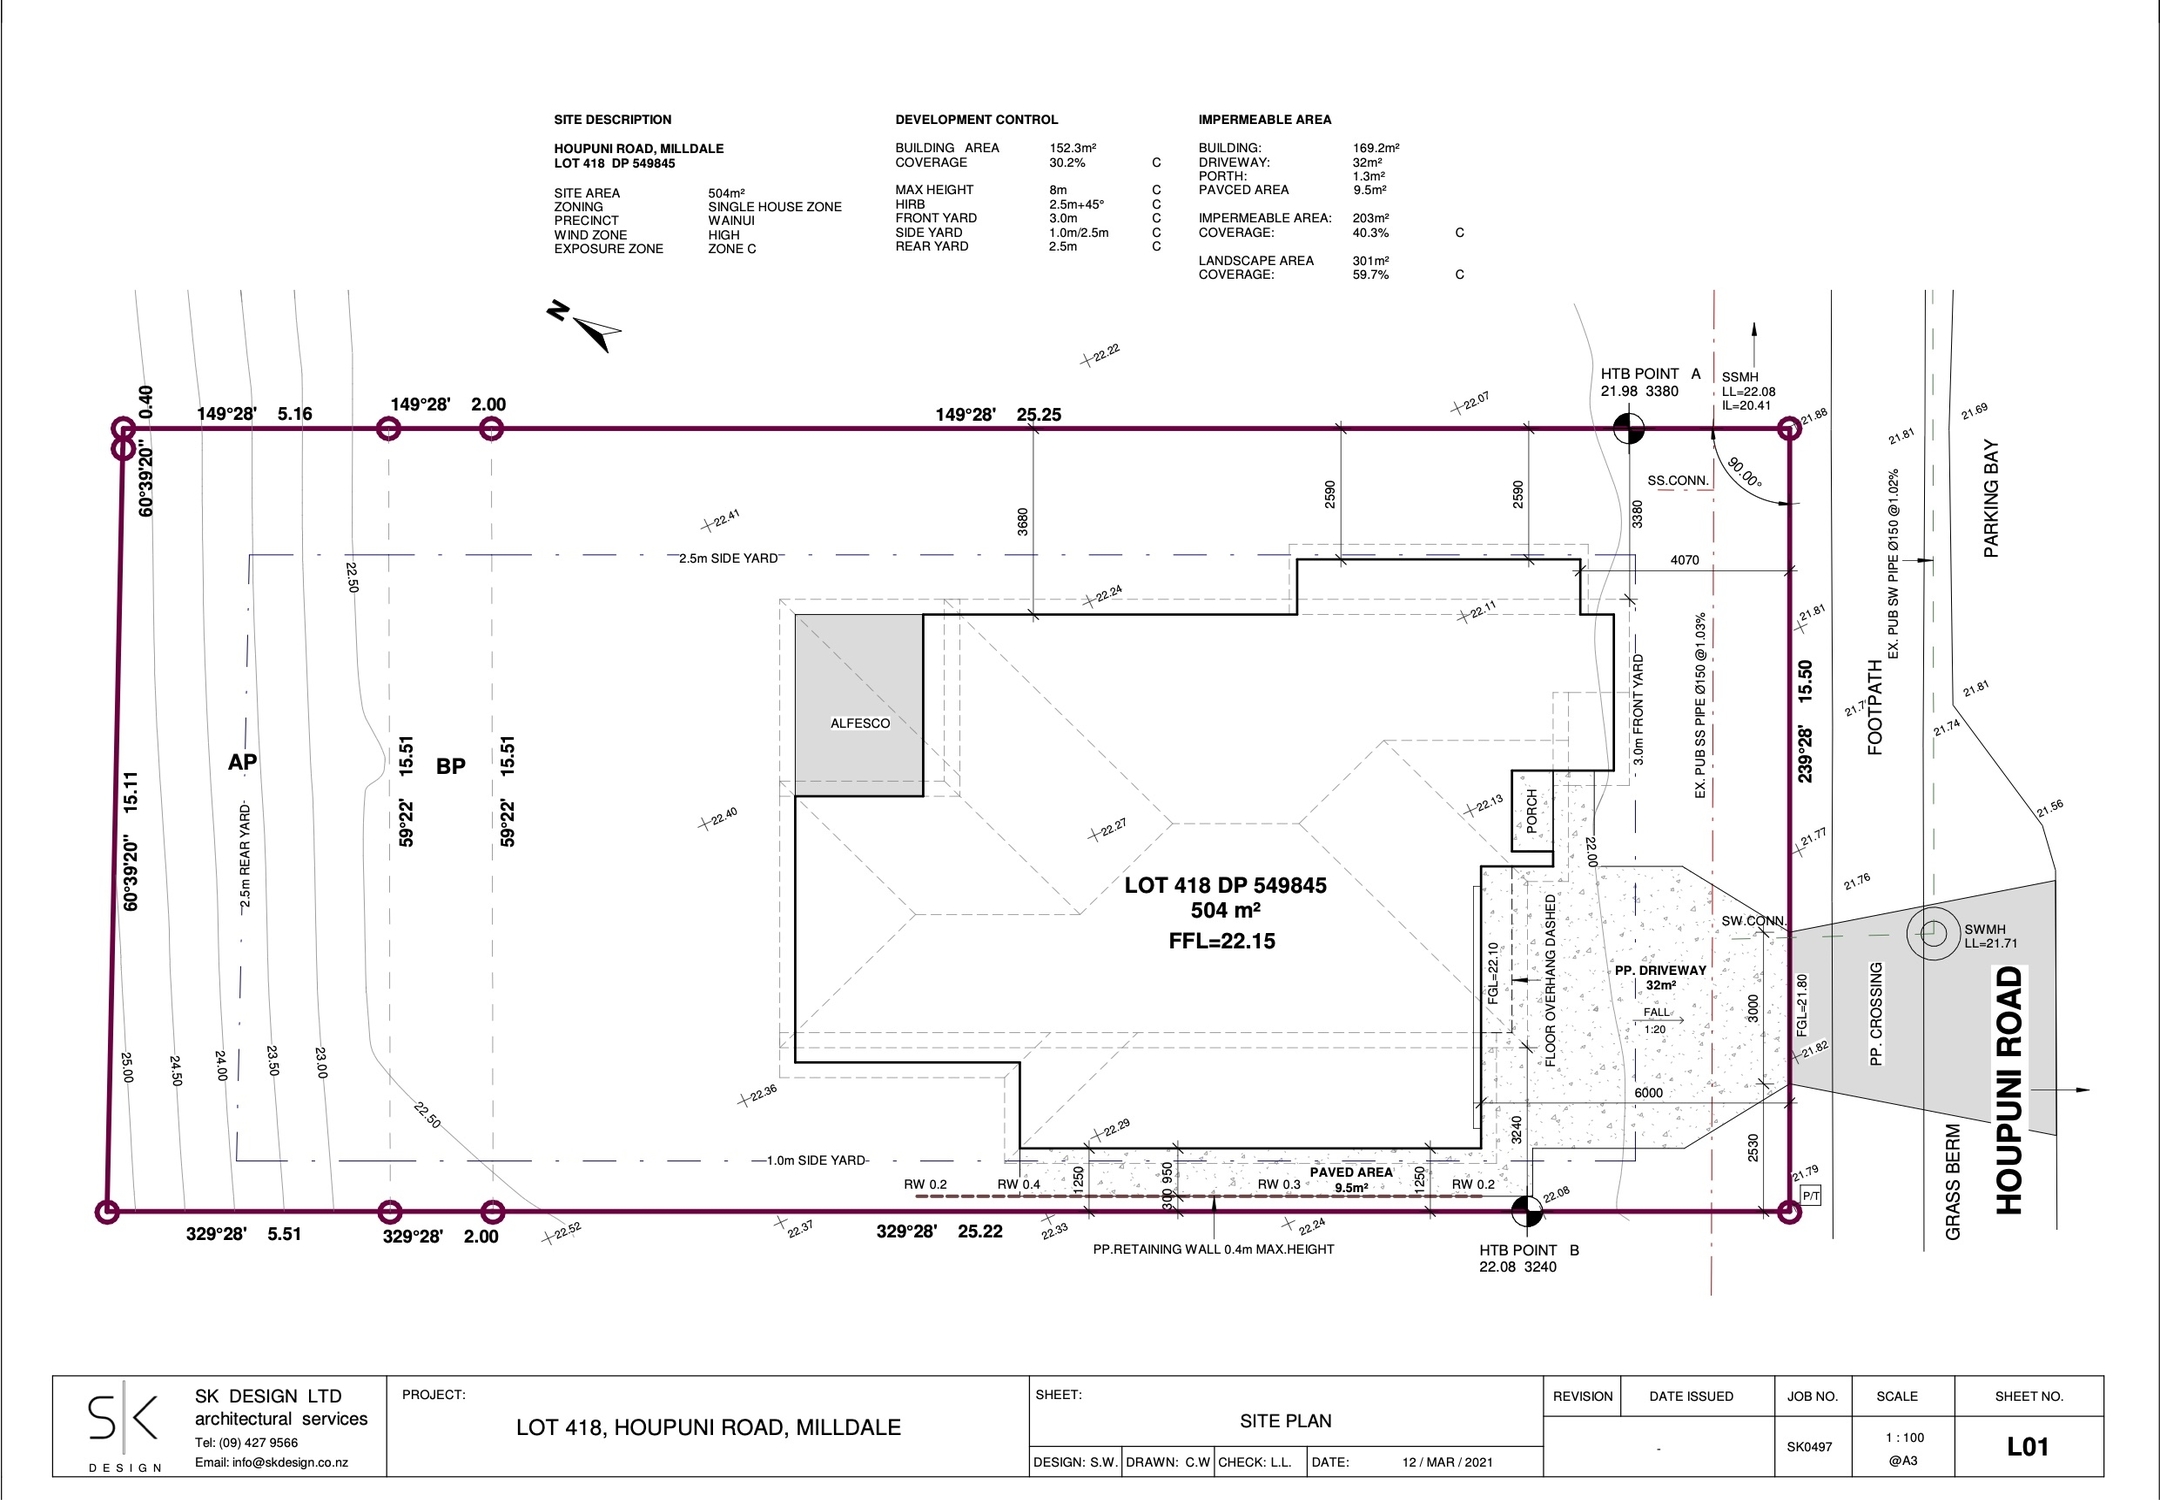 SITE DESCRIPTION
HOUPUNI ROAD, MILLDALE
LOT 418 DP 549845
SITE AREA 504m²
ZONING SINGLE HOUSE ZONE
PRECINCT WAINUI
WIND ZONE HIGH
EXPOSURE ZONE ZONE C
DEVELOPMENT CONTROL
BUILDING AREA 152.3m²
COVERAGE 30.2% C
MAX HEIGHT 8m C
HIRB 2.5m+45° C
FRONT YARD 3.0m C
SIDE YARD 1.0m/2.5m C
REAR YARD 2.5m C
IMPERMEABLE AREA
BUILDING: 169.2m²
DRIVEWAY: 32m²
PORTH: 1.3m²
PAVCED AREA 9.5m²
IMPERMEABLE AREA: 203m²
COVERAGE: 40.3% C
LANDSCAPE AREA 301m²
COVERAGE: 59.7% C
N
22.22
22.07
HTB POINT A
21.98 3380
SSMH
LL=22.08
IL=20.41
21.88
21.69
21.81
0.40
60°39'20"
149°28' 5.16
149°28' 2.00
149°28' 25.25
90.00°
SS.CONN.
PARKING BAY
EX. PUB SW PIPE Ø150 @1.02%
3680
2590
2590
3380
22.41
2.5m SIDE YARD
4070
22.50
22.24
22.11
21.81
EX. PUB SS PIPE Ø150 @1.03%
3.0m FRONT YARD
239°28' 15.50
FOOTPATH
21.81
21.74
ALFESCO
AP
BP
59°22' 15.51
59°22' 15.51
60°39'20" 15.11
2.5m REAR YARD
22.40
22.27
22.13
PORCH
22.00
21.77
21.56
21.76
LOT 418 DP 549845
504 m²
FFL=22.15
FGL=22.10
FLOOR OVERHANG DASHED
SW.CONN.
SWMH
LL=21.71
PP. DRIVEWAY
32m²
FALL
1:20
3000
FGL=21.80
PP. CROSSING
HOUPUNI ROAD
21.82
25.00
24.50
24.00
23.50
23.00
22.50
22.36
22.29
6000
3240
2530
GRASS BERM
1.0m SIDE YARD
PAVED AREA
9.5m²
1250
950
300
1250
RW 0.2
RW 0.4
RW 0.3
RW 0.2
22.08
21.79
P/T
329°28' 5.51
329°28' 2.00
22.52
22.37
329°28' 25.22
22.33
22.24
PP.RETAINING WALL 0.4m MAX.HEIGHT
HTB POINT B
22.08 3240
SK
DESIGN
SK DESIGN LTD
architectural services
Tel: (09) 427 9566
Email: info@skdesign.co.nz
PROJECT:
LOT 418, HOUPUNI ROAD, MILLDALE
SHEET:
SITE PLAN
DESIGN: S.W. DRAWN: C.W CHECK: L.L. DATE: 12 / MAR / 2021
REVISION DATE ISSUED JOB NO. SCALE SHEET NO.
- SK0497 1 : 100 L01
@A3